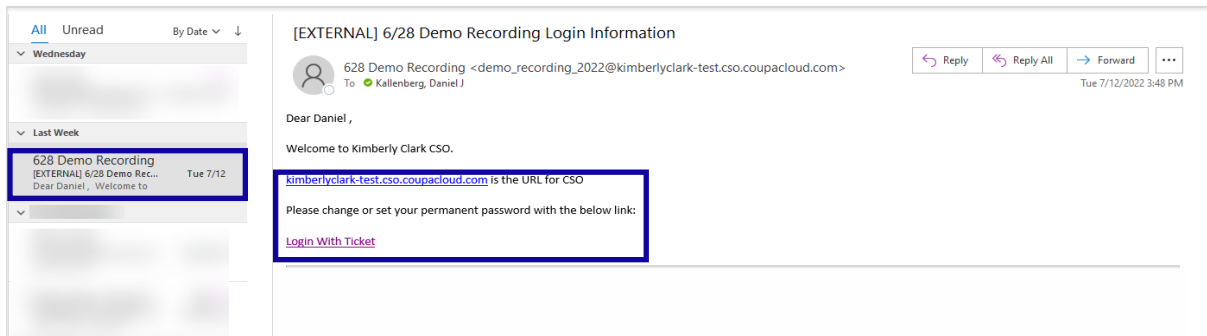 All Unread By Date
Wednesday
Last Week
628 Demo Recording
[EXTERNAL] 6/28 Demo Rec... Tue 7/12
Dear Daniel , Welcome to
[EXTERNAL] 6/28 Demo Recording Login Information
628 Demo Recording <demo_recording_2022@kimberlyclark-test.cso.coupacloud.com>
To Kallenberg, Daniel J
Reply Reply All Forward ...
Tue 7/12/2022 3:48 PM
Dear Daniel ,
Welcome to Kimberly Clark CSO.
kimberlyclark-test.cso.coupacloud.com is the URL for CSO
Please change or set your permanent password with the below link:
Login With Ticket